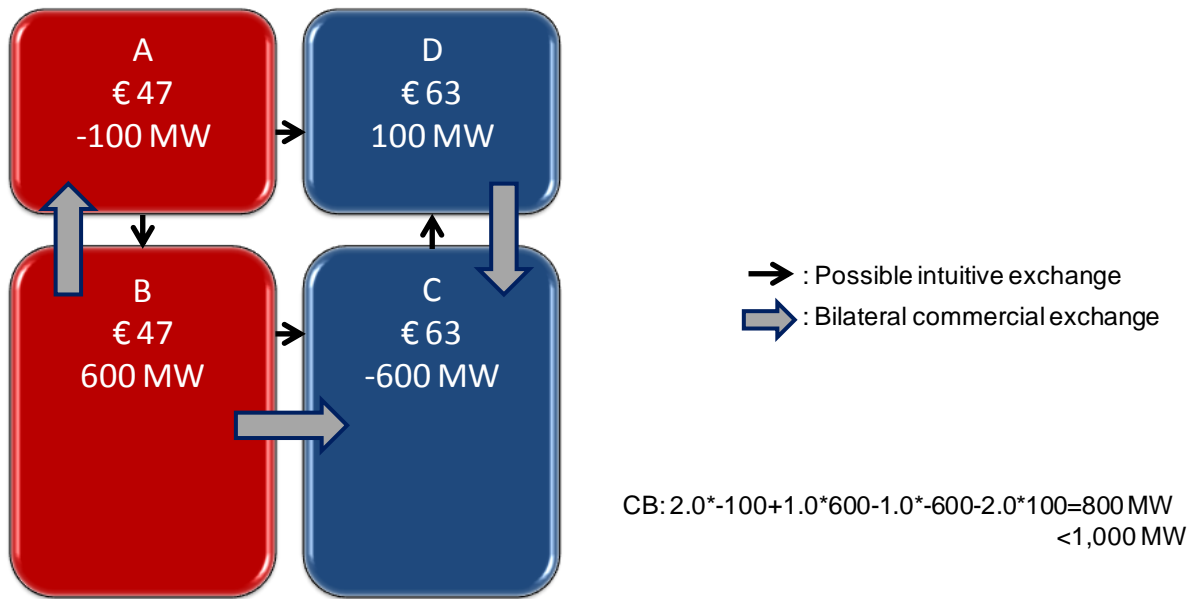 A
€ 47
-100 MW
D
€ 63
100 MW
B
€ 47
600 MW
C
€ 63
-600 MW
: Possible intuitive exchange
: Bilateral commercial exchange
CB: 2.0*-100+1.0*600-1.0*-600-2.0*100=800 MW
<1,000 MW